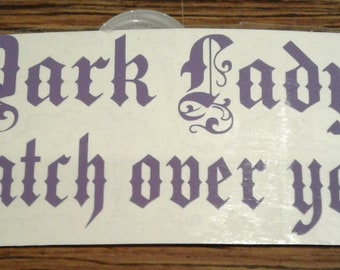 Dark Lady
atch over yo